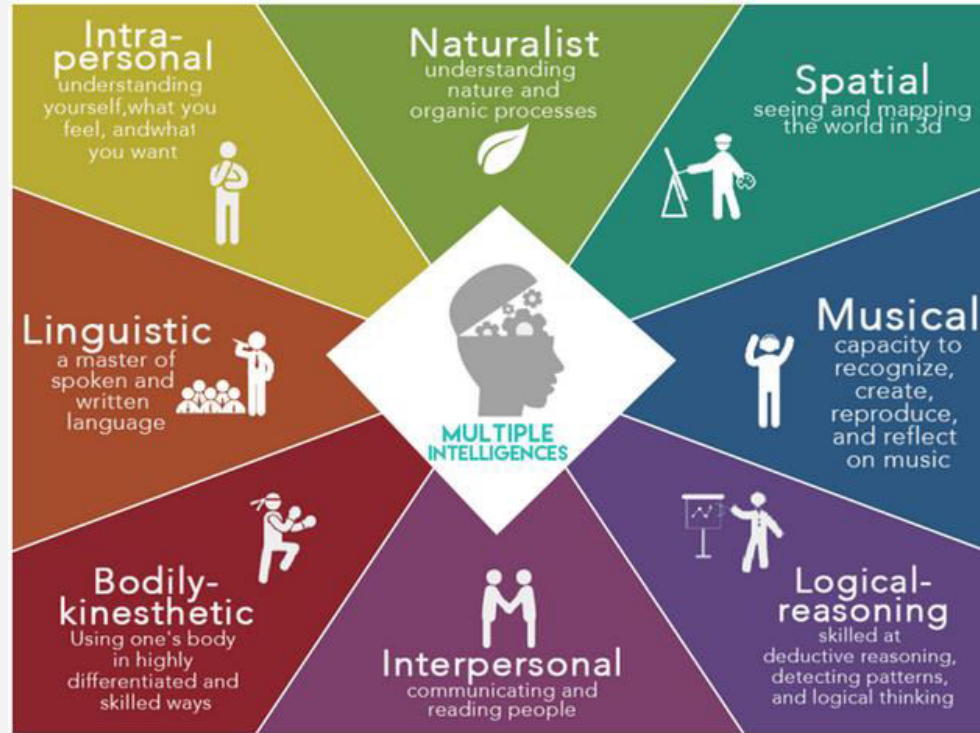 Intra-
personal
understanding
yourself,what you
feel, andwhat
you want
Naturalist
understanding
nature and
organic processes
Spatial
seeing and mapping
the world in 3d
Linguistic
a master of
spoken and
written
language
MULTIPLE
INTELLIGENCES
Musical
capacity to
recognize,
create,
reproduce,
and reflect
on music
Bodily-
kinesthetic
Using one's body
in highly
differentiated and
skilled ways
Interpersonal
communicating and
reading people
Logical-
reasoning
skilled at
deductive reasoning,
detecting patterns,
and logical thinking